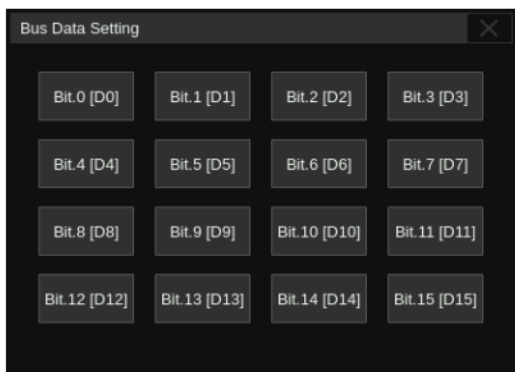 Bus Data Setting
Bit.0 [D0] Bit.1 [D1] Bit.2 [D2] Bit.3 [D3]
Bit.4 [D4] Bit.5 [D5] Bit.6 [D6] Bit.7 [D7]
Bit.8 [D8] Bit.9 [D9] Bit.10 [D10] Bit.11 [D11]
Bit.12 [D12] Bit.13 [D13] Bit.14 [D14] Bit.15 [D15]